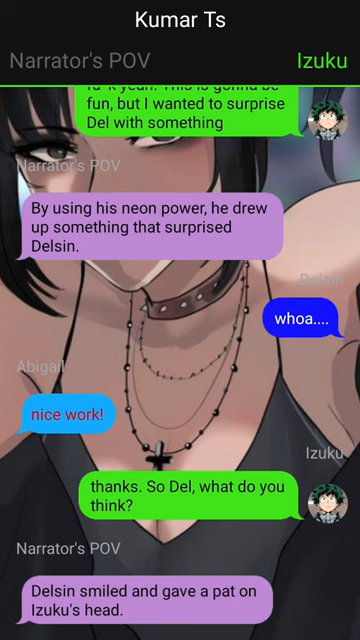 Kumar Ts
Narrator's POV
Izuku
fun, but I wanted to surprise
Del with something
Narrator's POV
By using his neon power, he drew
up something that surprised
Delsin.
Delsin
whoa....
Abigail
nice work!
Izuku
thanks. So Del, what do you
think?
Narrator's POV
Delsin smiled and gave a pat on
Izuku's head.